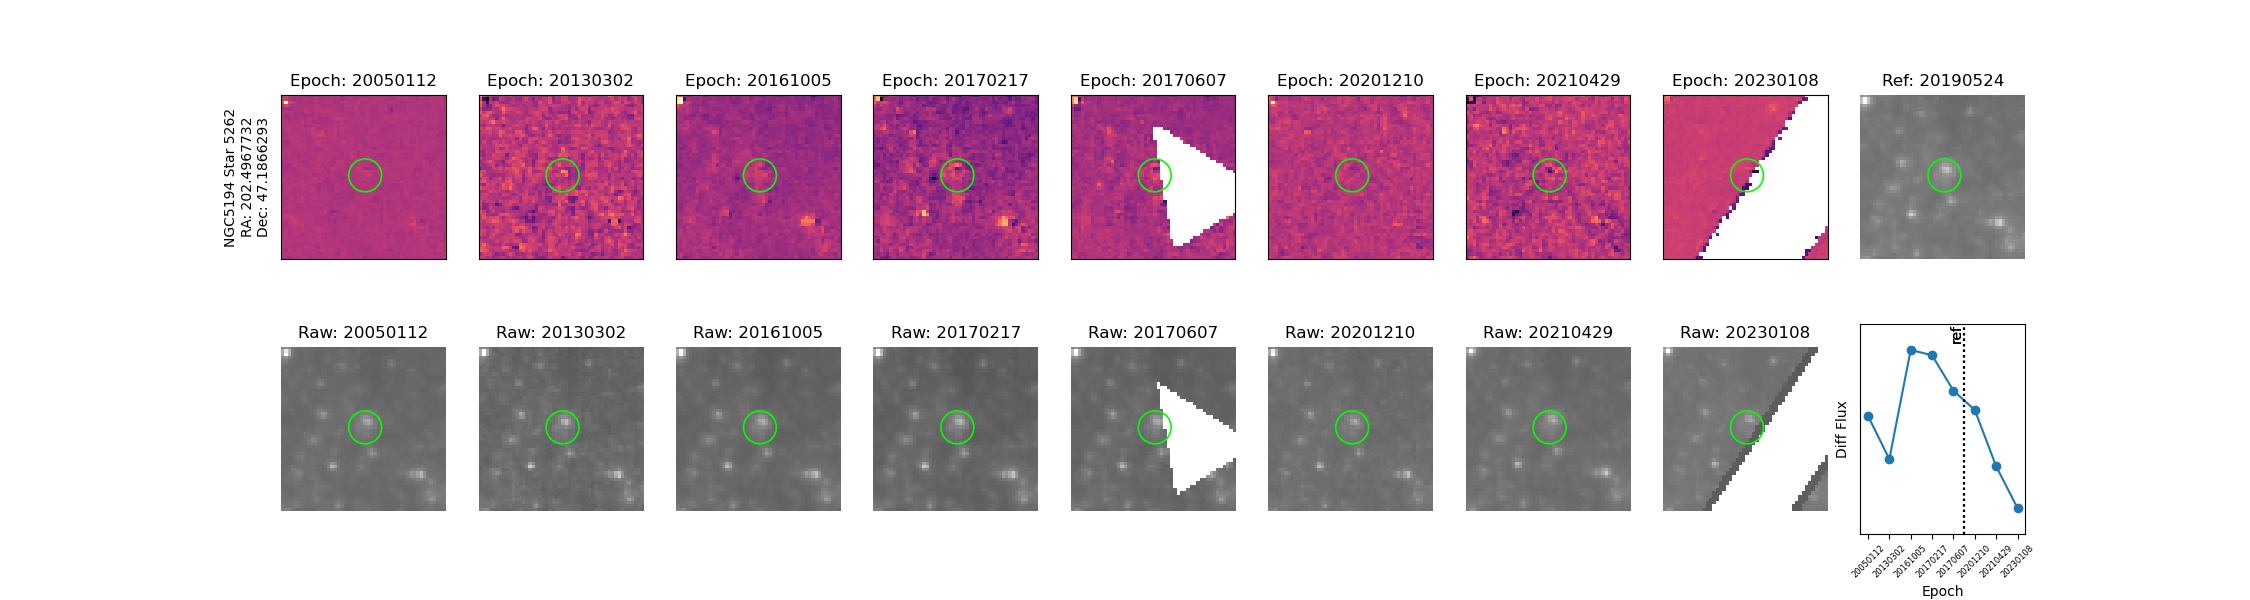 Epoch: 20050112
Epoch: 20130302
Epoch: 20161005
Epoch: 20170217
Epoch: 20170607
Epoch: 20201210
Epoch: 20210429
Epoch: 20230108
Ref: 20190524
NGC5194 Star 5262
RA: 202.4967732
Dec: 47.1866293
Raw: 20050112
Raw: 20130302
Raw: 20161005
Raw: 20170217
Raw: 20170607
Raw: 20201210
Raw: 20210429
Raw: 20230108
ref
Diff Flux
20050112
20130302
20161005
20170217
20170607
20201210
20210429
20230108
Epoch